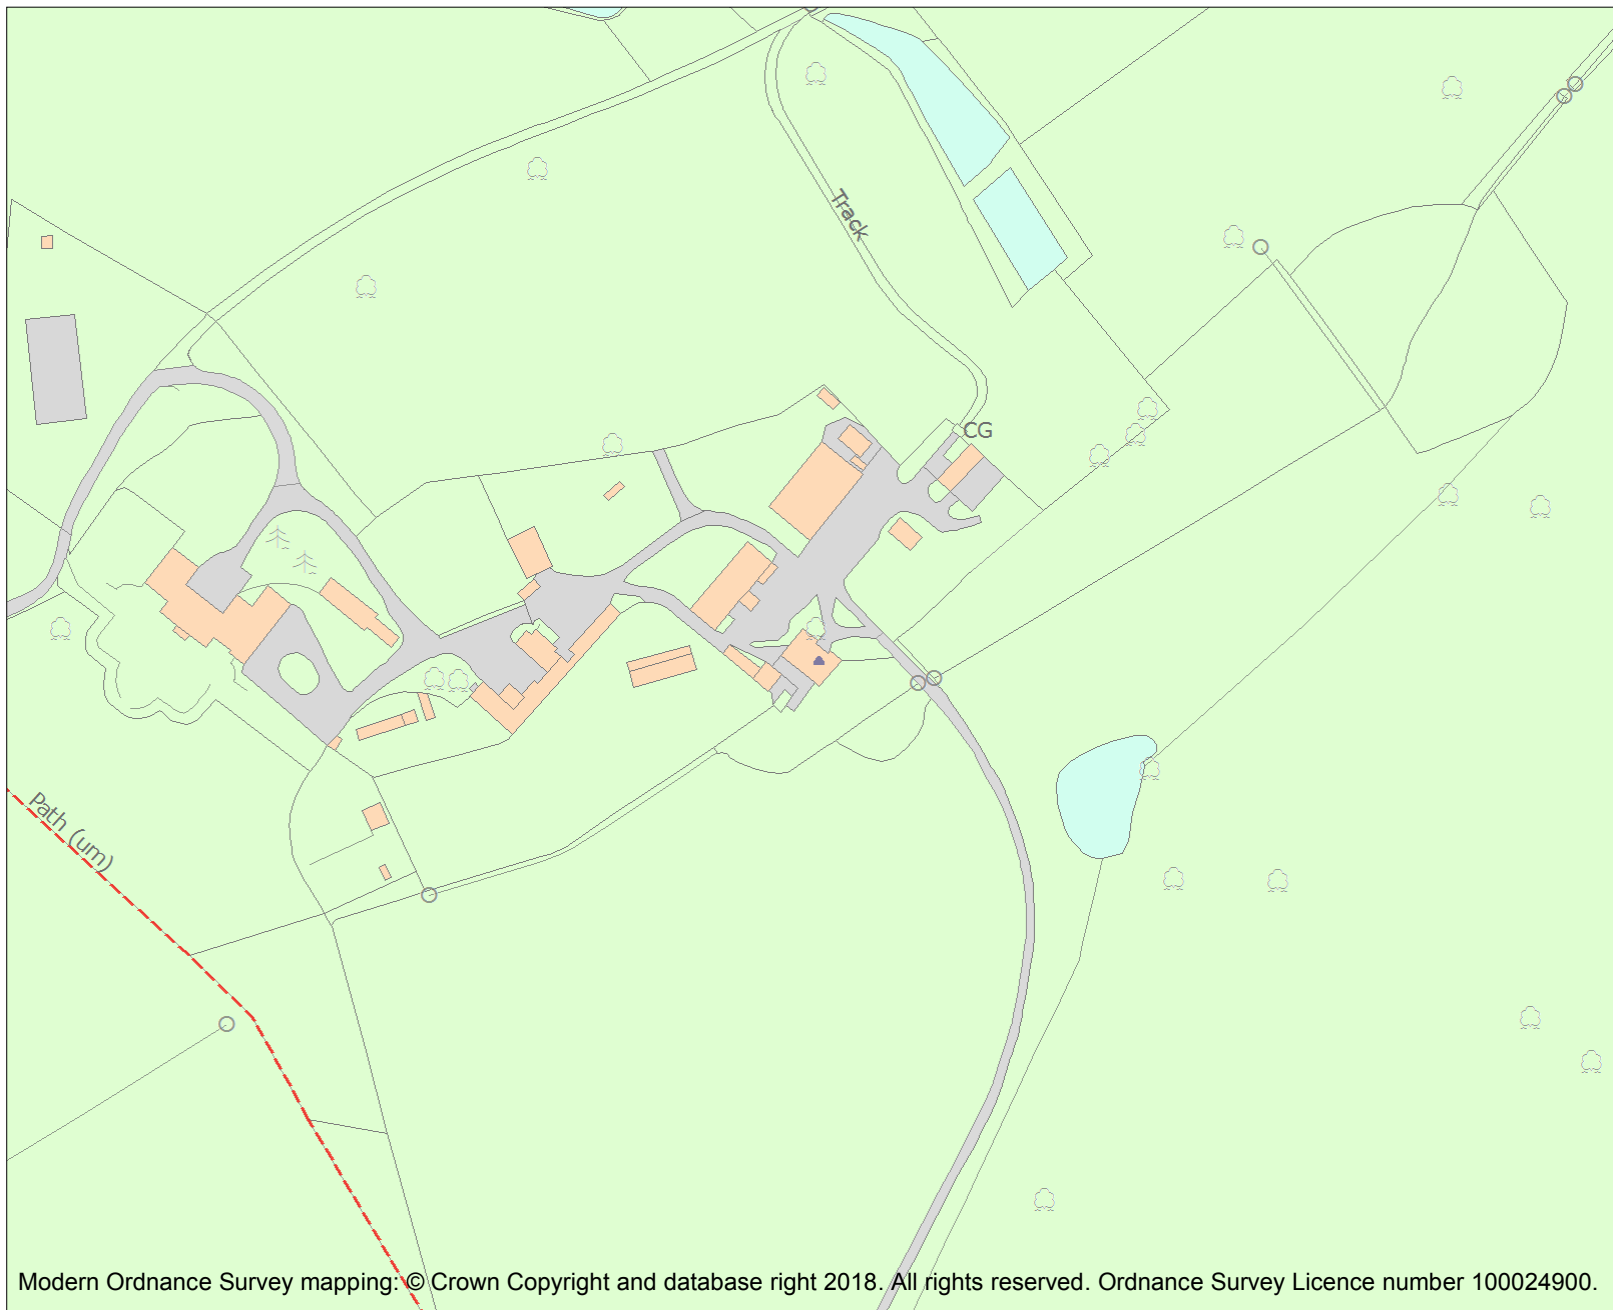 Track
CG
Path (um)
Modern Ordnance Survey mapping: © Crown Copyright and database right 2018. All rights reserved. Ordnance Survey Licence number 100024900.